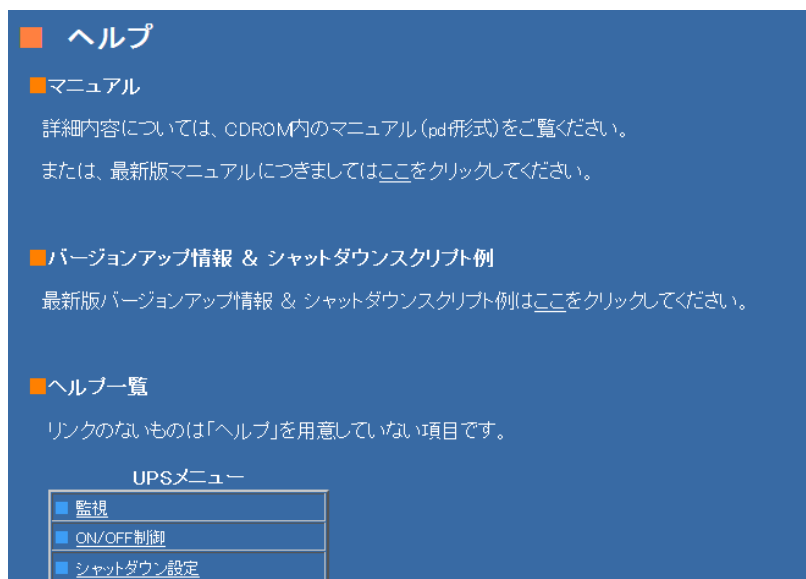 ヘルプ
マニュアル
詳細内容については、CDROM内のマニュアル(pdf形式)をご覧ください。
または、最新版マニュアルにつきましてはここをクリックしてください。
バージョンアップ情報 & シャットダウンスクリプト例
最新版バージョンアップ情報 & シャットダウンスクリプト例はここをクリックしてください。
ヘルプ一覧
リンクのないものは「ヘルプ」を用意していない項目です。
UPSメニュー
監視
ON/OFF制御
シャットダウン設定